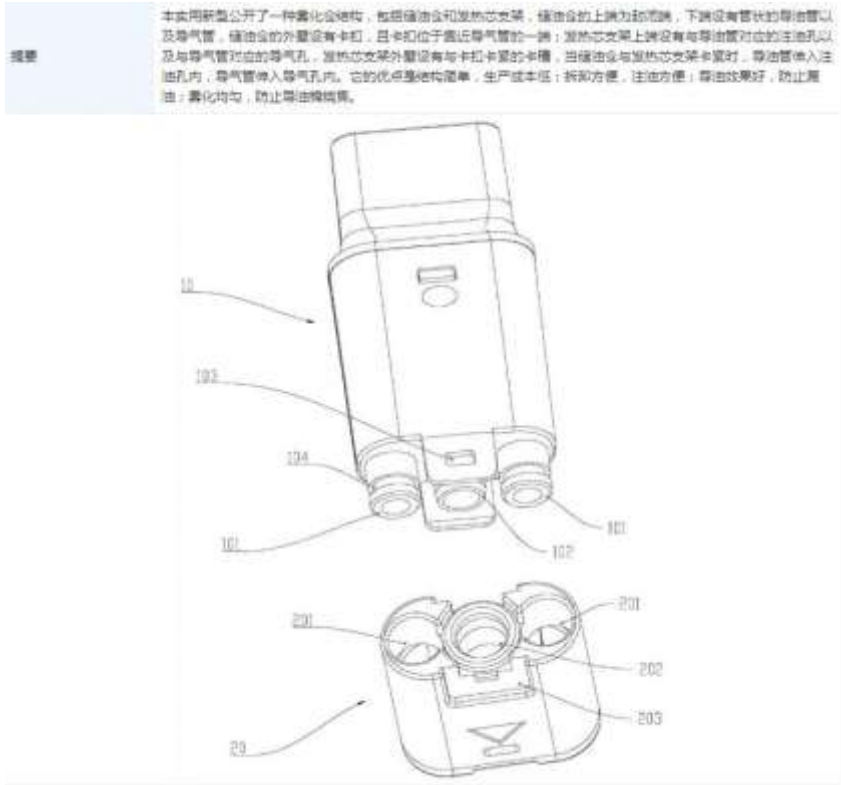 本实用新型公开了一种雾化仓结构，包括储油仓和发热芯支架，储油仓的上端为封闭端，下端设有管状的导油管以
及导气管，储油仓的外壁设有卡扣，且卡扣位于靠近导气管的一端；发热芯支架上端设有与导油管对应的注油孔以
摘要
及与导气管对应的导气孔，发热芯支架外壁设有与卡扣卡紧的卡槽，当储油仓与发热芯支架卡紧时，导油管伸入注
油孔内，导气管伸入导气孔内。它的优点是结构简单，生产成本低；拆卸方便，注油方便；导油效果好，防止漏
油；雾化均匀，防止导油棉烧焦。
10
103
104
101
101
102
201
201
202
203
20